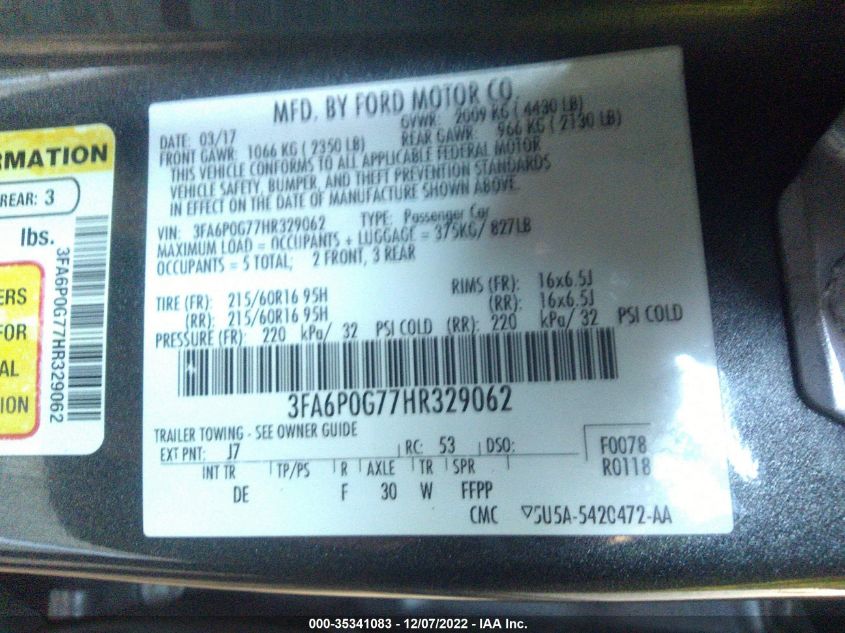 MFD. BY FORD MOTOR CO.
DATE: 03/17 GVWR: 2009 KG ( 4430 LB)
FRONT GAWR: 1066 KG ( 2350 LB) REAR GAWR: 966 KG ( 2130 LB)
THIS VEHICLE CONFORMS TO ALL APPLICABLE FEDERAL MOTOR
VEHICLE SAFETY, BUMPER, AND THEFT PREVENTION STANDARDS
IN EFFECT ON THE DATE OF MANUFACTURE SHOWN ABOVE.
VIN: 3FA6P0G77HR329062 TYPE: Passenger Car
MAXIMUM LOAD = OCCUPANTS + LUGGAGE = 375KG/ 827LB
OCCUPANTS = 5 TOTAL; 2 FRONT, 3 REAR
TIRE (FR): 215/60R16 95H RIMS (FR): 16x6.5J
(RR): 215/60R16 95H (RR): 16x6.5J
PRESSURE (FR): 220 kPa/ 32 PSI COLD (RR): 220 kPa/ 32 PSI COLD
3FA6P0G77HR329062
TRAILER TOWING - SEE OWNER GUIDE
EXT PNT: J7 RC: 53 DSO: F0078
INT TR TP/PS R AXLE TR SPR R0118
DE F 30 W FFPP
CMC ▽5U5A-5420472-AA
RMATION
REAR: 3
lbs.
3FA6P0G77HR329062
ERS
FOR
AL
ION
000-35341083 - 12/07/2022 - IAA Inc.